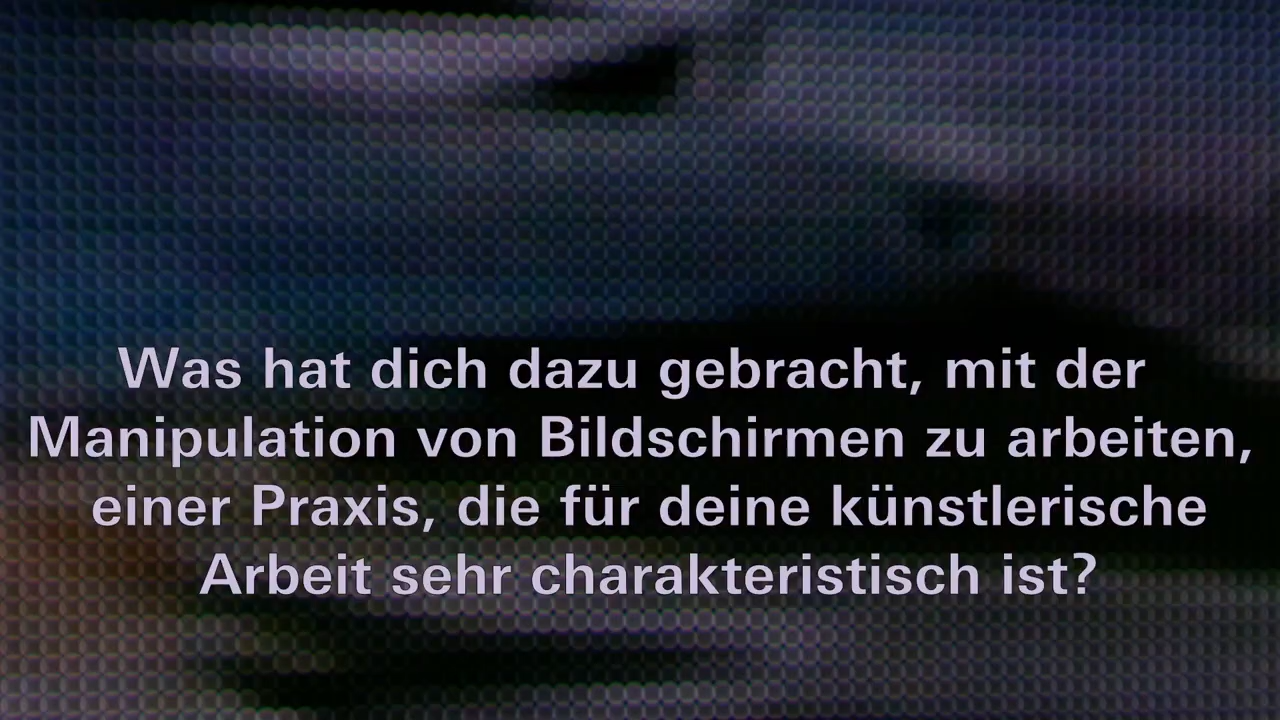 Was hat dich dazu gebracht, mit der
Manipulation von Bildschirmen zu arbeiten,
einer Praxis, die für deine künstlerische
Arbeit sehr charakteristisch ist?